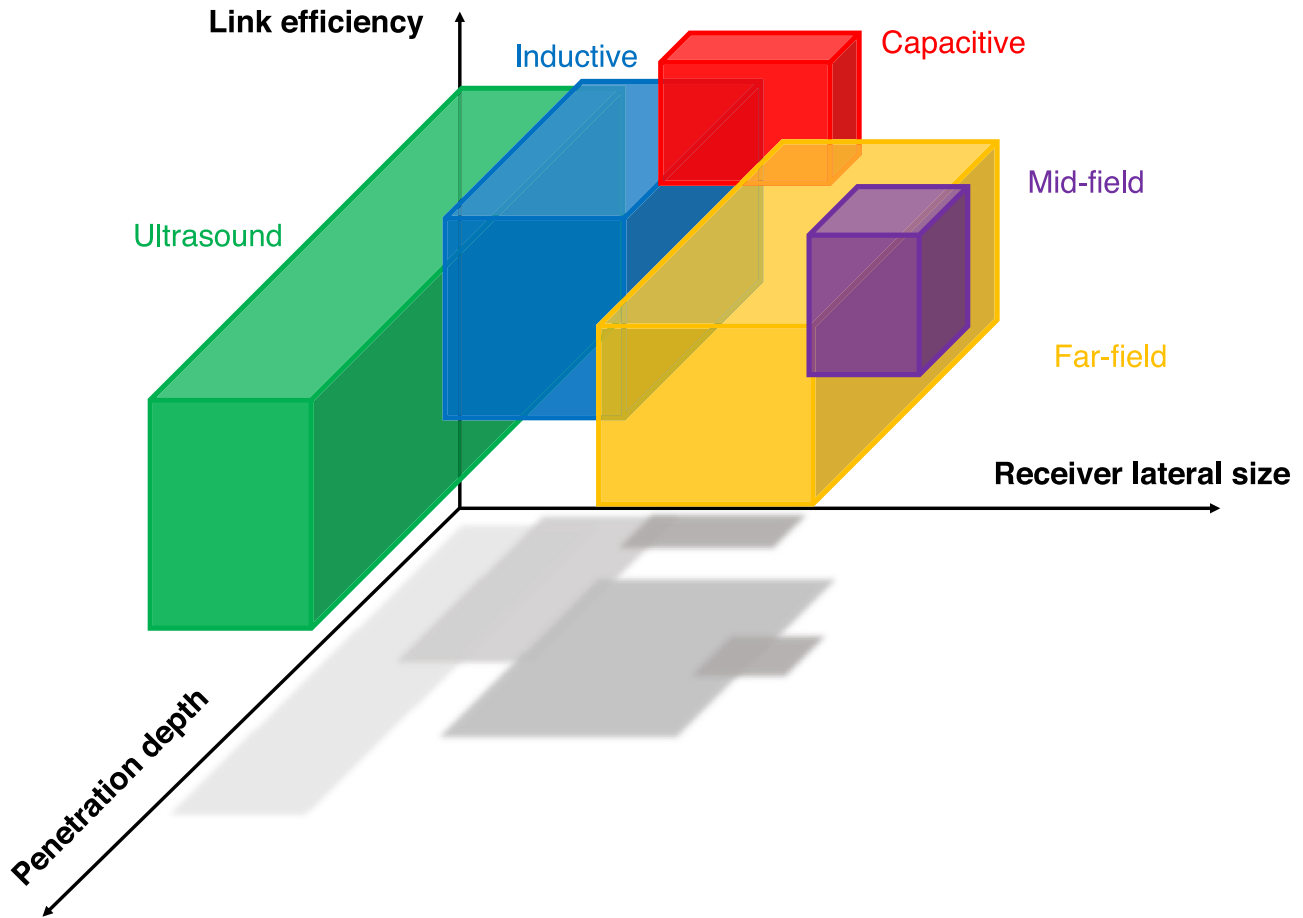 Link efficiency
Inductive
Capacitive
Mid-field
Ultrasound
Far-field
Receiver lateral size
Penetration depth